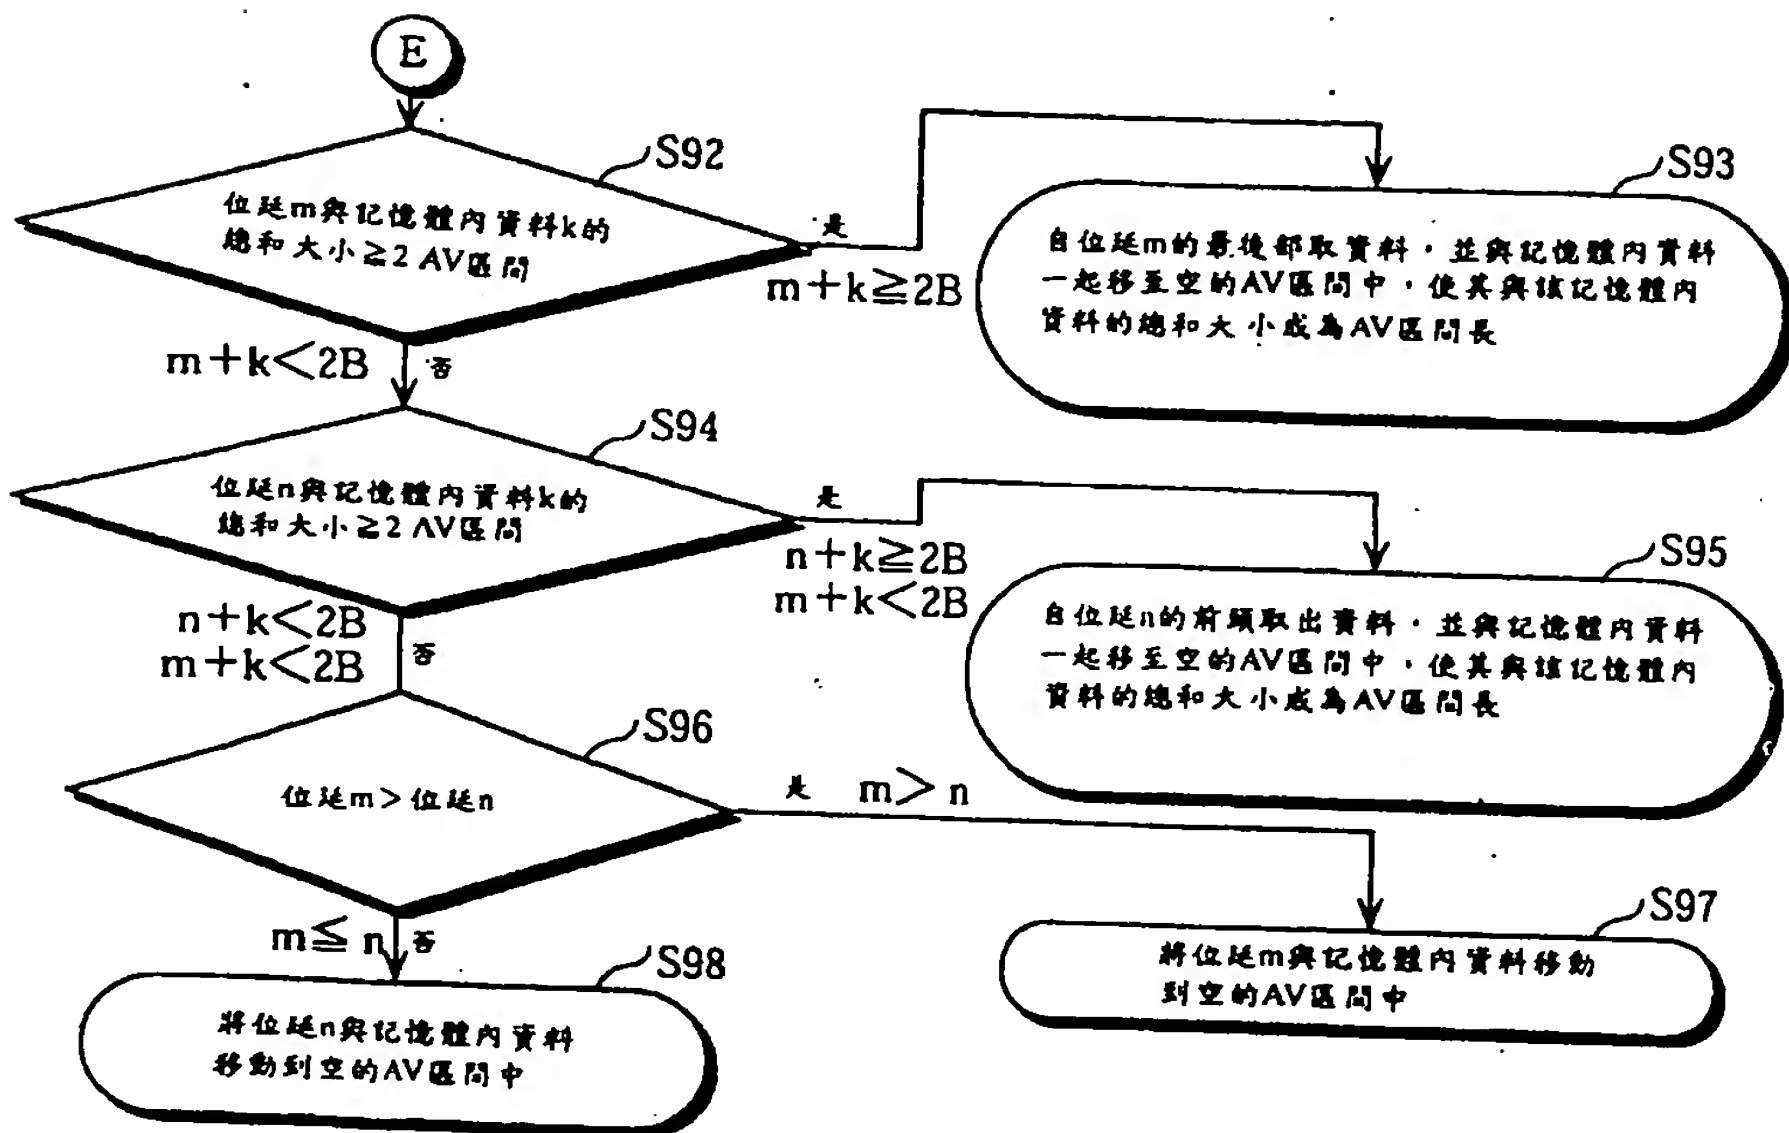 E
S92
位延m與記憶體內資料k的
總和大小≧2 AV區間
是
m+k≧2B
S93
自位延m的最後部取資料,並與記憶體內資料
一起移至空的AV區間中,使其與該記憶體內
資料的總和大小成為AV區間長
m+k<2B
否
S94
位延n與記憶體內資料k的
總和大小≧2 AV區間
是
n+k≧2B
m+k<2B
S95
自位延n的前頭取出資料,並與記憶體內資料
一起移至空的AV區間中,使其與該記憶體內
資料的總和大小成為AV區間長
n+k<2B
m+k<2B
否
S96
位延m>位延n
是
m>n
S97
將位延m與記憶體內資料移動
到空的AV區間中
m≦n
否
S98
將位延n與記憶體內資料
移動到空的AV區間中